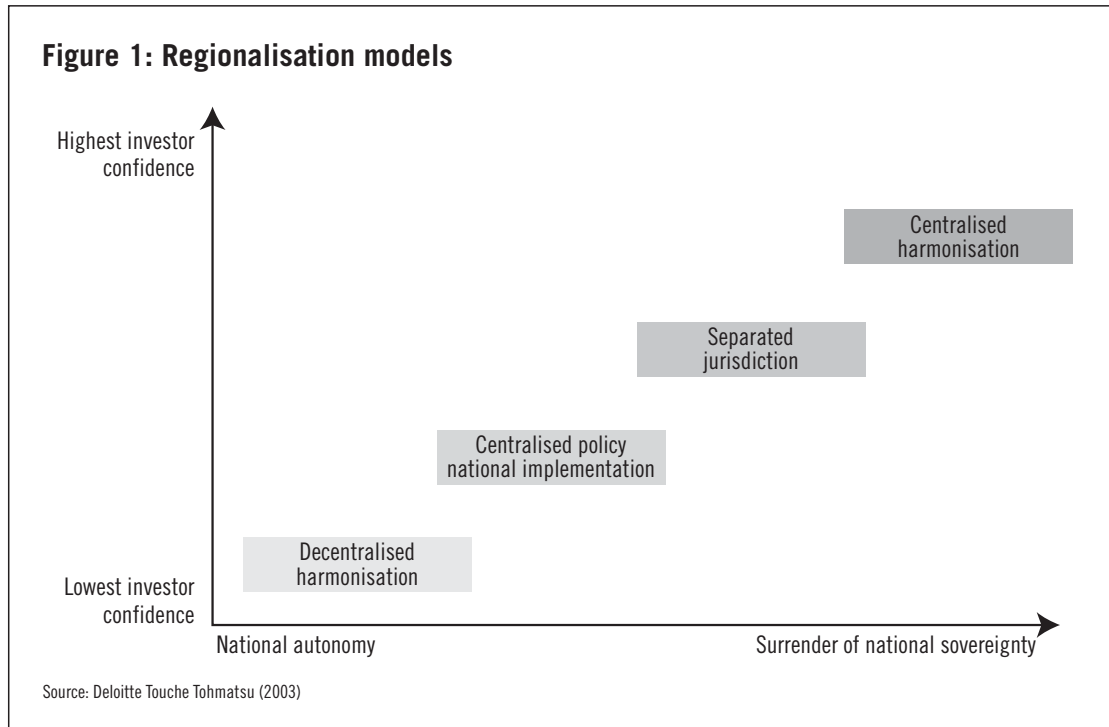 Figure 1: Regionalisation models
Highest investor
confidence
Centralised
harmonisation
Separated
jurisdiction
Centralised policy
national implementation
Decentralised
harmonisation
Lowest investor
confidence
National autonomy
Surrender of national sovereignty
Source: Deloitte Touche Tohmatsu (2003)